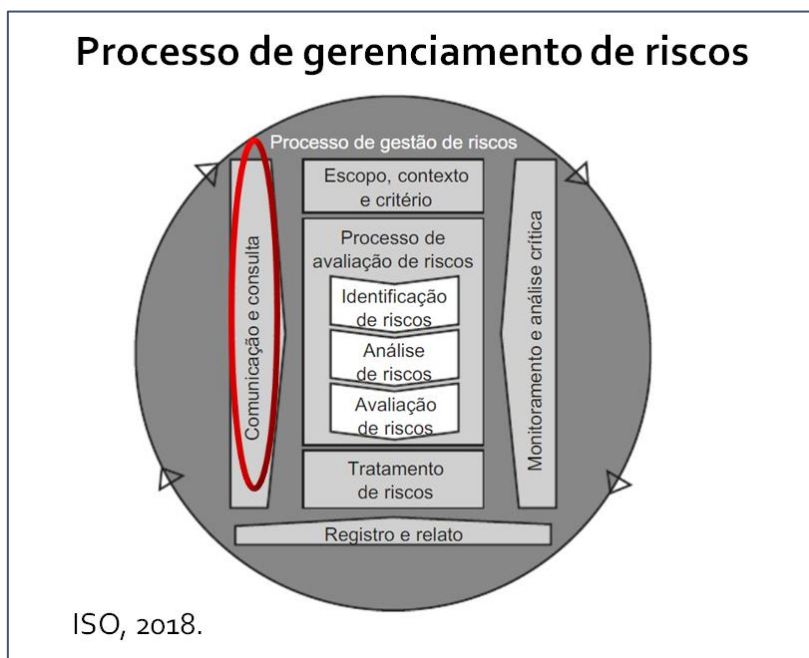 Processo de gerenciamento de riscos
Processo de gestão de riscos
Escopo, contexto
e critério
Processo de
avaliação de riscos
Identificação
de riscos
Análise
de riscos
Avaliação
de riscos
Tratamento
de riscos
Comunicação e consulta
Monitoramento e análise crítica
Registro e relato
ISO, 2018.